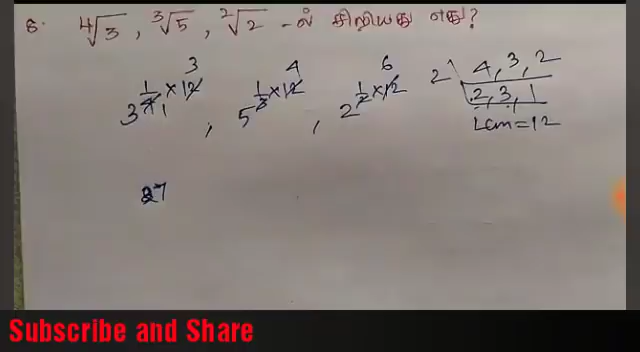 8. ⁴√3, ³√5, ²√2 -ல் சிறியது எது?
3^(1/4 × 12) 3, 5^(1/3 × 12) 4, 2^(1/2 × 12) 6
2 | 4, 3, 2
2, 3, 1
Lcm = 12
27
Subscribe and Share